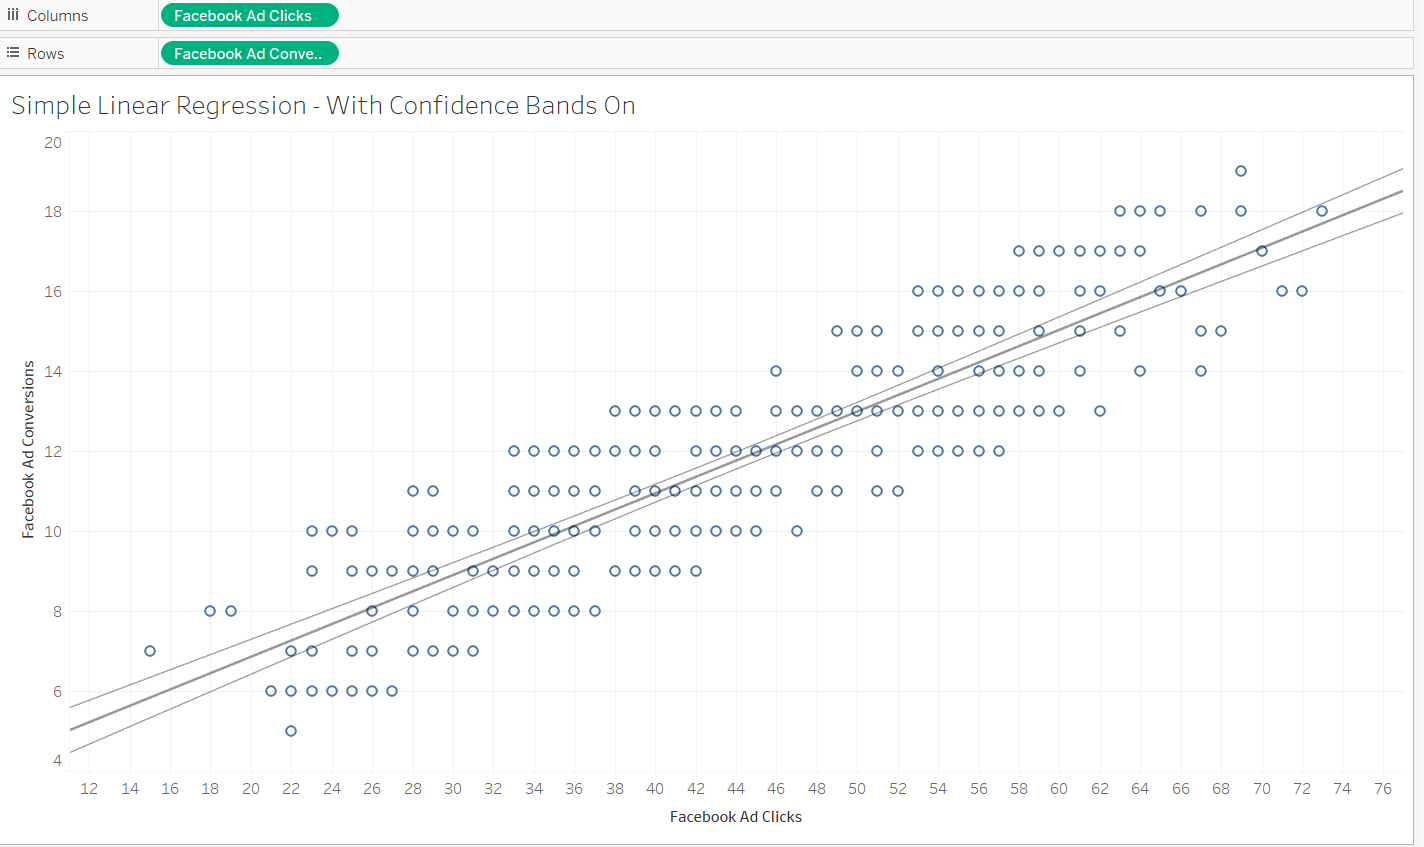 Columns
Facebook Ad Clicks
Rows
Facebook Ad Conve..
Simple Linear Regression - With Confidence Bands On
20
18
16
14
12
10
8
6
4
Facebook Ad Conversions
12 14 16 18 20 22 24 26 28 30 32 34 36 38 40 42 44 46 48 50 52 54 56 58 60 62 64 66 68 70 72 74 76
Facebook Ad Clicks